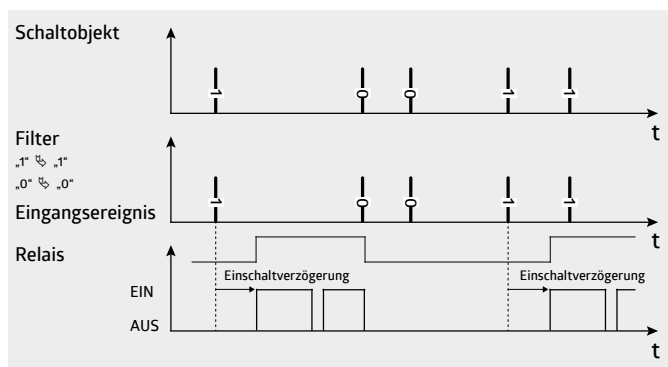 Schaltobjekt
1 0 0 1 1
t
Filter
„1“ ⇘ „1“
„0“ ⇘ „0“
1 0 0 1 1
Eingangsereignis
t
Relais
Einschaltverzögerung Einschaltverzögerung
EIN
AUS
t